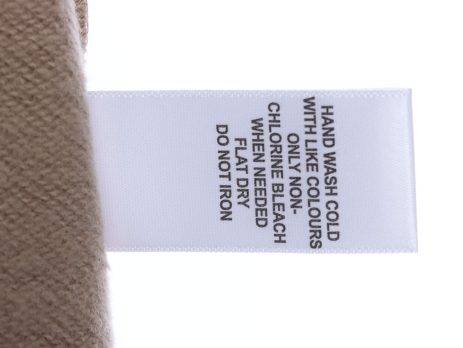 HAND WASH COLD
WITH LIKE COLOURS
ONLY NON-
CHLORINE BLEACH
WHEN NEEDED
FLAT DRY
DO NOT IRON